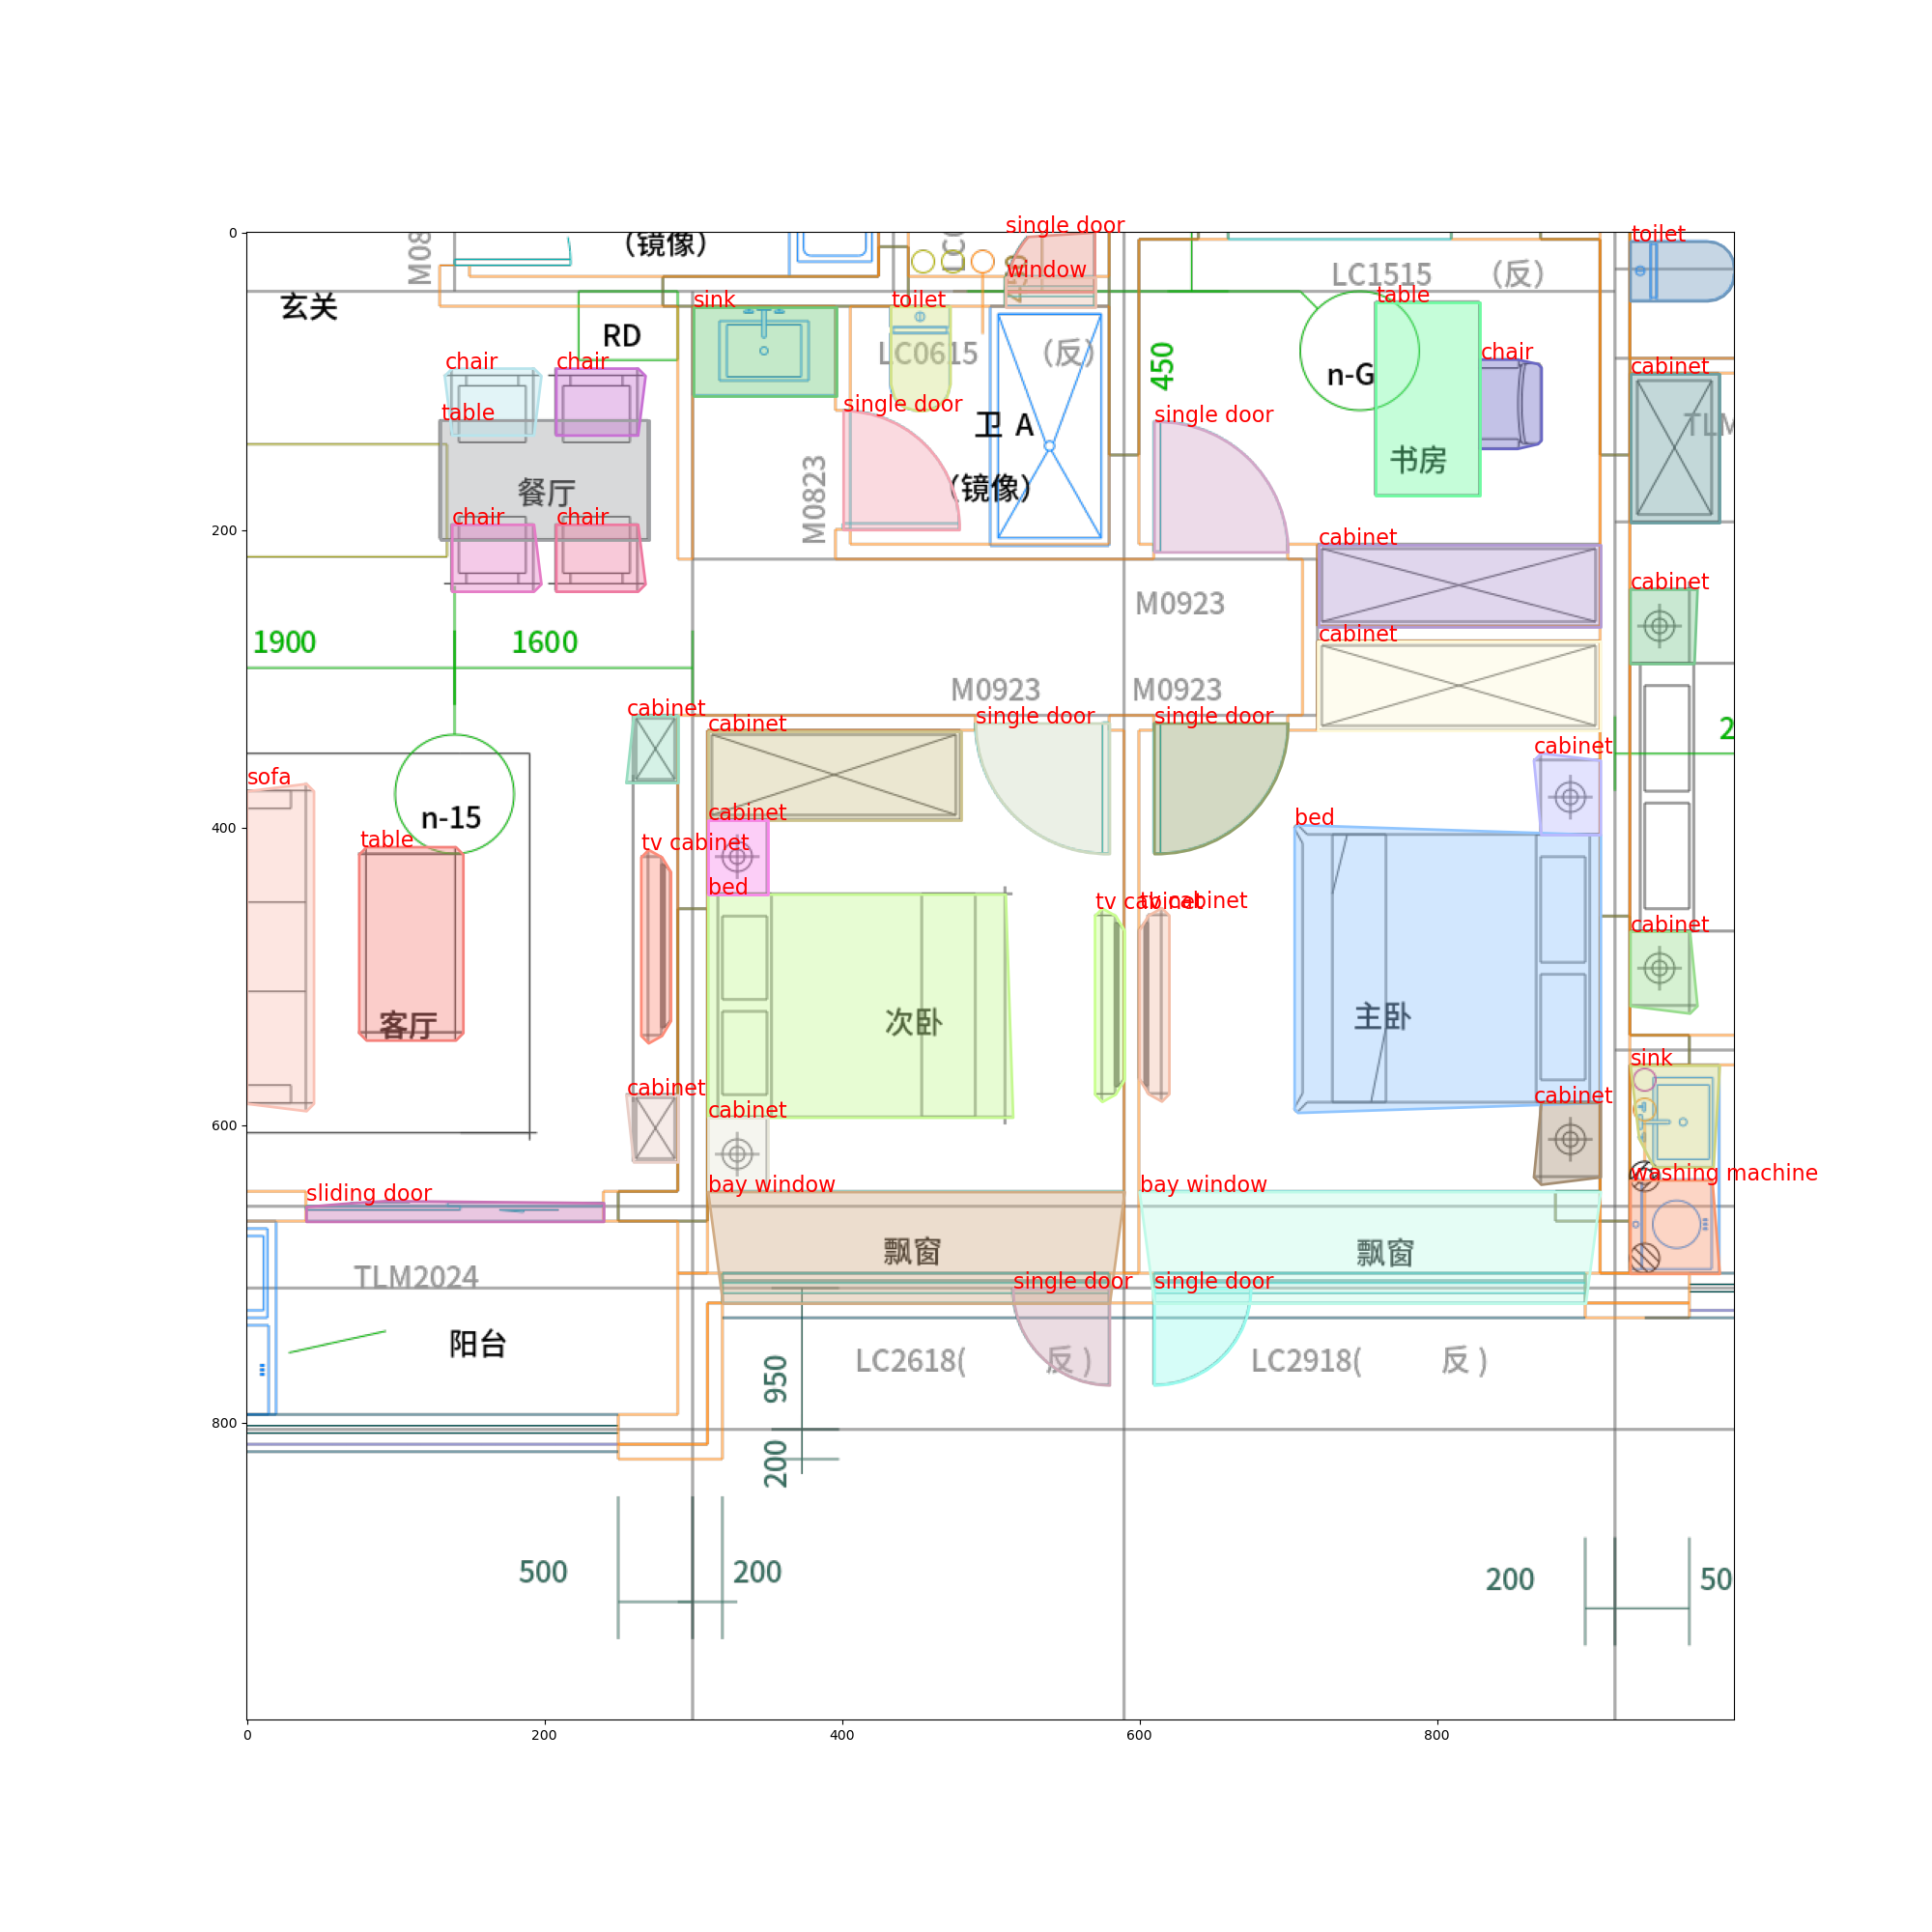 single door
toilet
M08
（镜像）
LC0
window
450
LC1515 （反）
玄关
sink
toilet
table
RD
LC0615 （反）
450
chair
chair
chair
n-G
cabinet
table
single door
single door
卫 A
TLM
M0823
餐厅
（镜像）
书房
chair
chair
cabinet
cabinet
M0923
1900
1600
cabinet
M0923
M0923
cabinet
cabinet
single door
single door
2
cabinet
sofa
n-15
cabinet
bed
table
tv cabinet
bed
tv cabinet
tv cabinet
cabinet
客厅
次卧
主卧
sink
cabinet
cabinet
cabinet
washing machine
sliding door
bay window
bay window
飘窗
飘窗
TLM2024
single door
single door
阳台
LC2618( 反 )
LC2918( 反 )
950
200
500
200
200
50
0
200
400
600
800
0
200
400
600
800